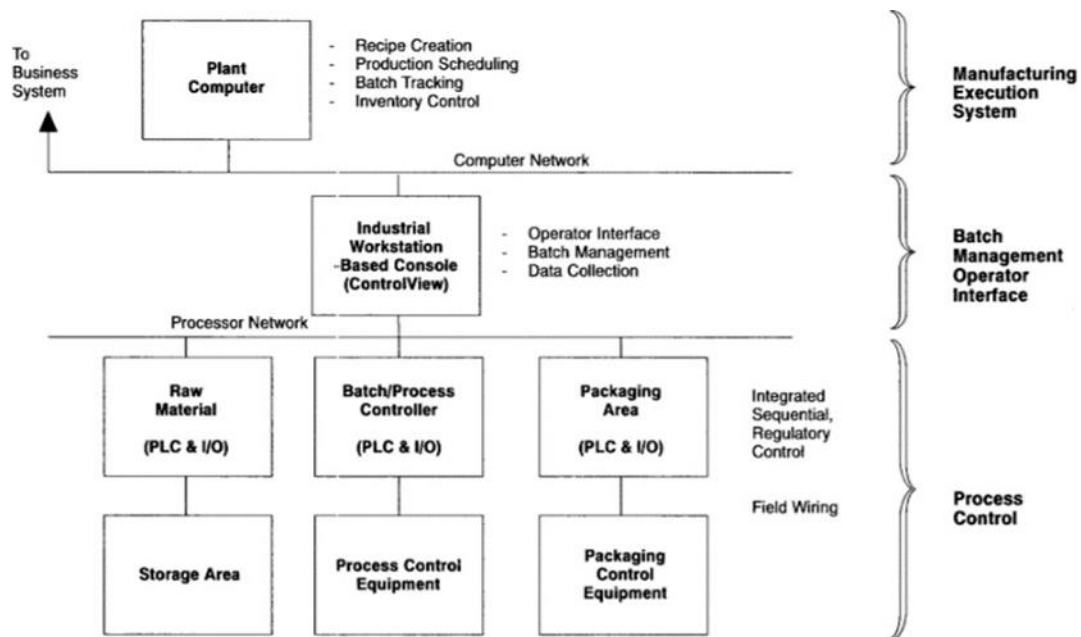 To
Business
System
Plant
Computer
- Recipe Creation
- Production Scheduling
- Batch Tracking
- Inventory Control
Manufacturing
Execution
System
Computer Network
Industrial
Workstation
-Based Console
(ControlView)
- Operator Interface
- Batch Management
- Data Collection
Batch
Management
Operator
Interface
Processor Network
Raw
Material
(PLC & I/O)
Batch/Process
Controller
(PLC & I/O)
Packaging
Area
(PLC & I/O)
Integrated
Sequential,
Regulatory
Control
Field Wiring
Process
Control
Storage Area
Process Control
Equipment
Packaging
Control
Equipment